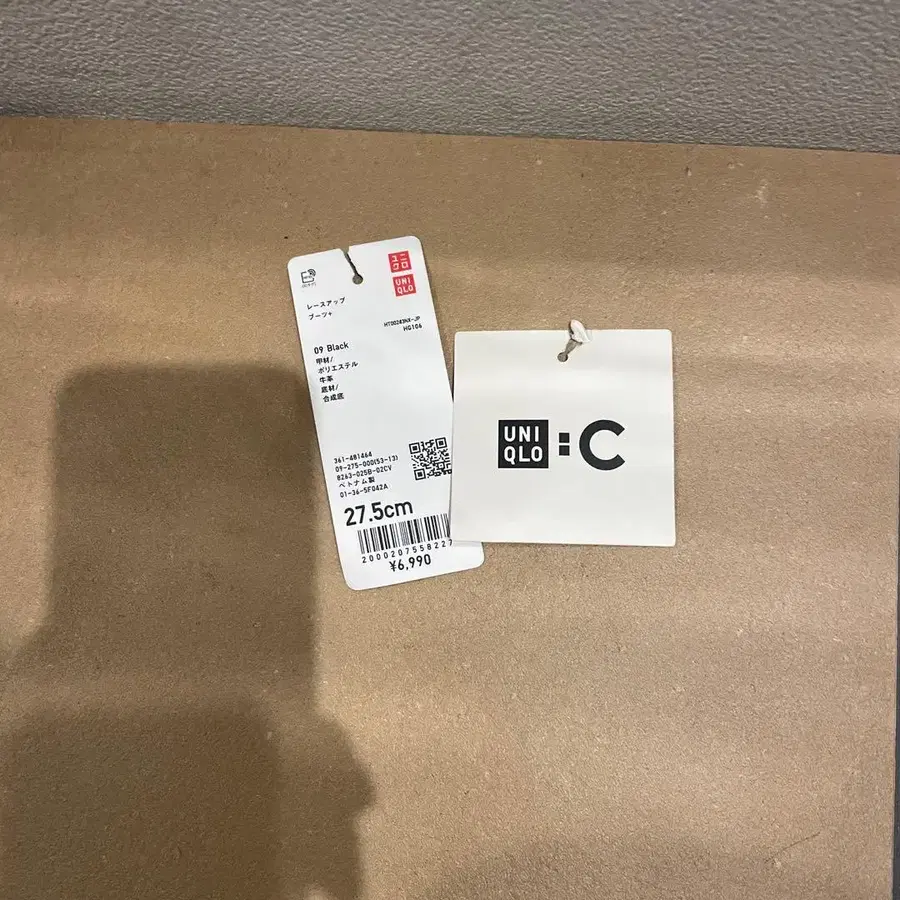 ユニ
クロ
UNI
QLO
レースアップ
ブーツ+
HT00243NX-JP
HG106
09 Black
甲材/
ポリエステル
牛革
底材/
合成底
361-481464
09-275-000(53-13)
8263-025B-02CV
ベトナム製
01-36-5F042A
27.5cm
2000207558227
¥6,990
UNI
QLO
:C